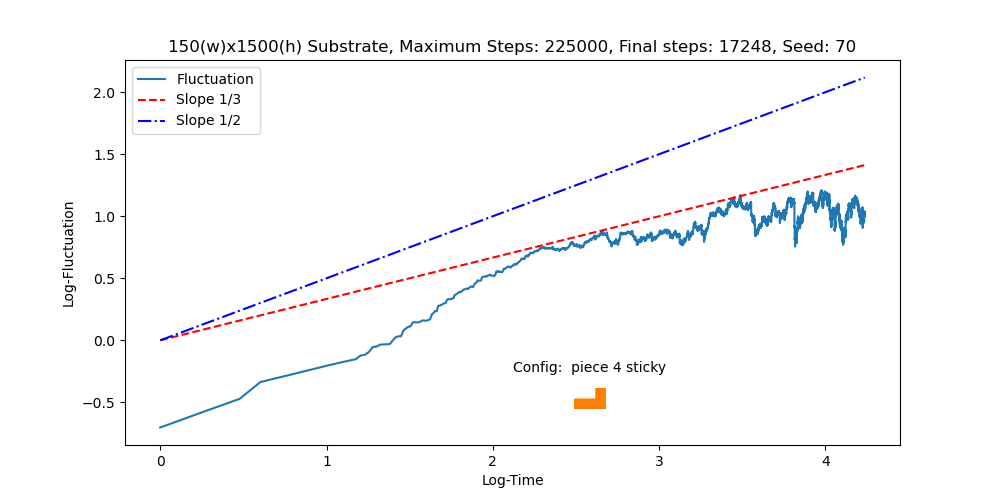 150(w)x1500(h) Substrate, Maximum Steps: 225000, Final steps: 17248, Seed: 70
Fluctuation
Slope 1/3
Slope 1/2
2.0
1.5
1.0
0.5
0.0
−0.5
Log-Fluctuation
Config:  piece 4 sticky
0
1
2
3
4
Log-Time